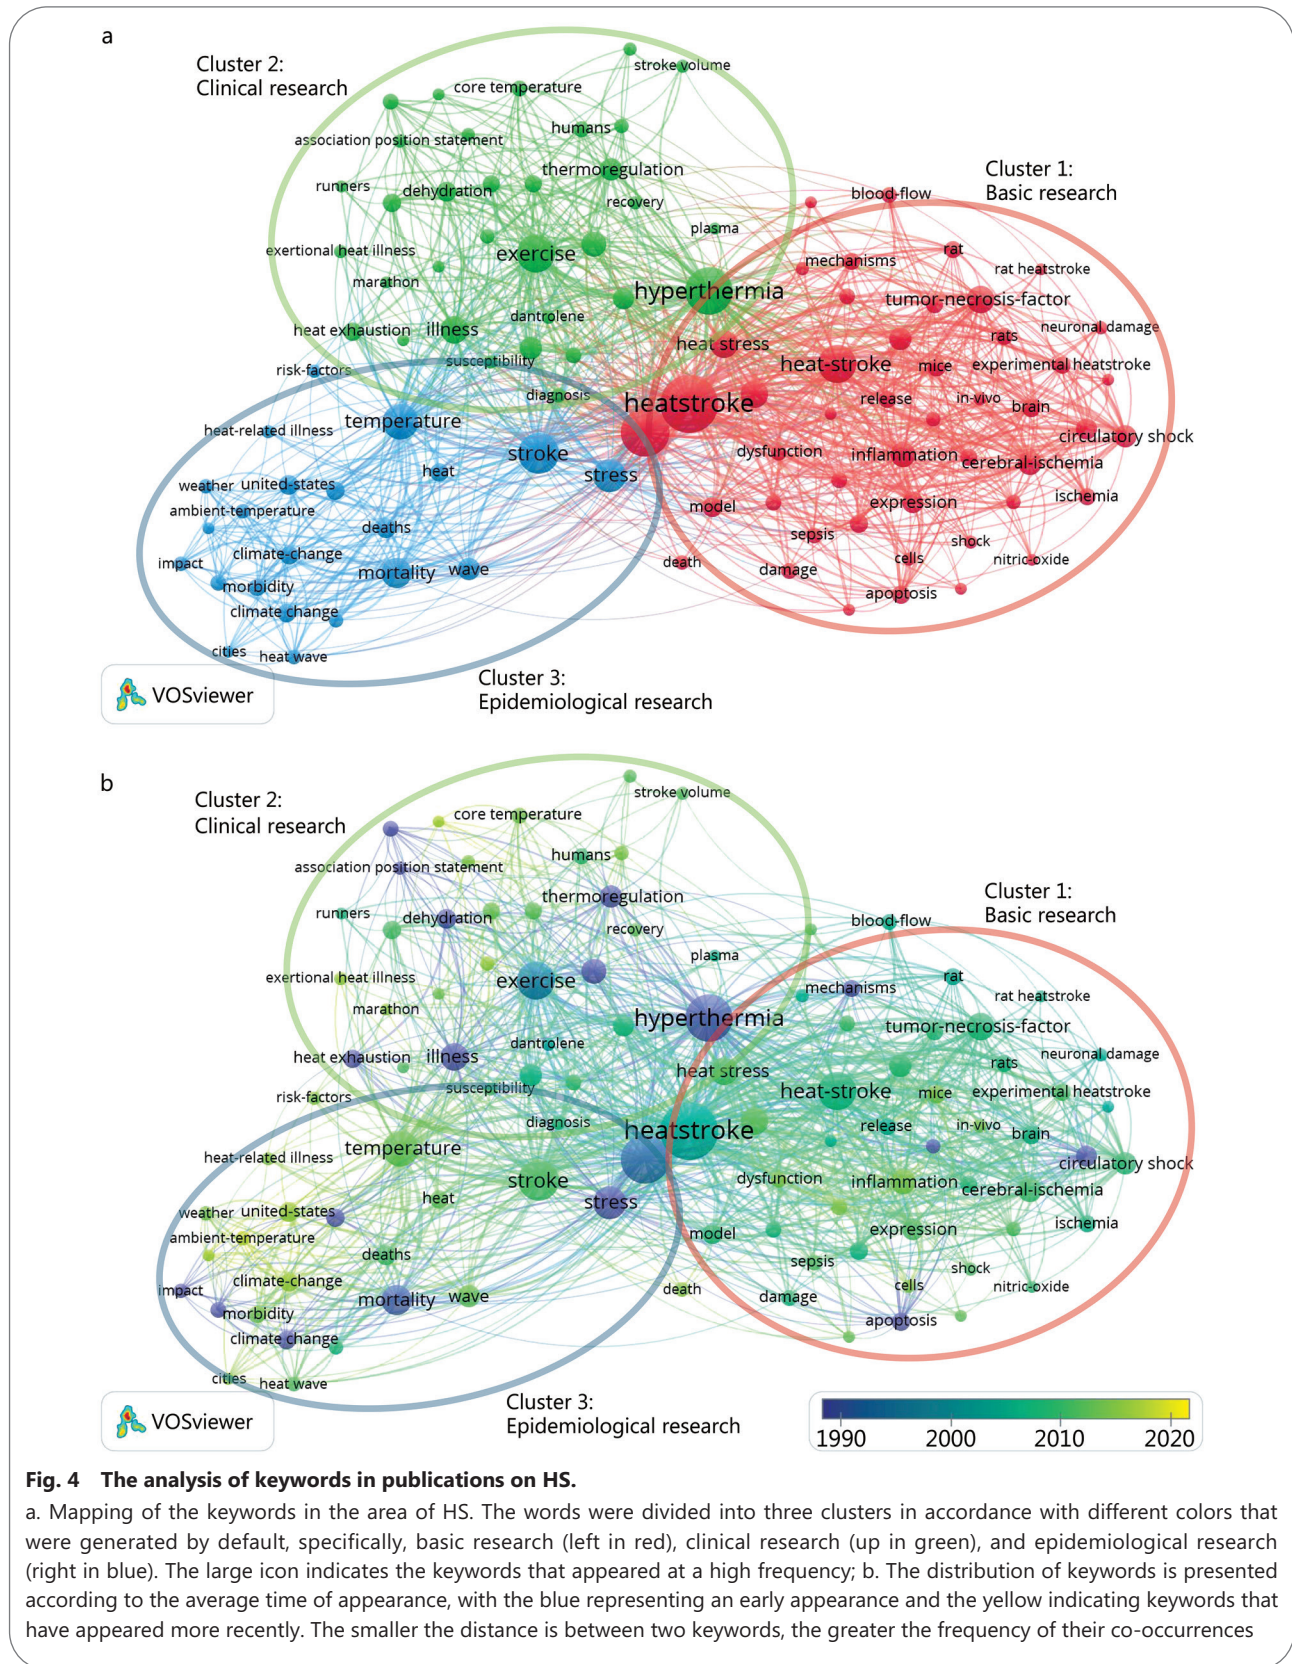 a
Cluster 2:
Clinical research
stroke volume
core temperature
humans
association position statement
thermoregulation
Cluster 1:
Basic research
runners
dehydration
recovery
blood-flow
plasma
exertional heat illness
exercise
mechanisms
rat
rat heatstroke
marathon
hyperthermia
tumor-necrosis-factor
heat exhaustion
illness
dantrolene
heat stress
rats
neuronal damage
susceptibility
risk-factors
heat-stroke
mice
experimental heatstroke
diagnosis
heatstroke
release
in-vivo
brain
temperature
heat-related illness
circulatory shock
stroke
dysfunction
inflammation
cerebral-ischemia
heat
stress
weather
united-states
ambient-temperature
model
expression
ischemia
deaths
sepsis
shock
impact
climate-change
death
damage
cells
nitric-oxide
morbidity
mortality
wave
apoptosis
climate change
cities
heat wave
Cluster 3:
Epidemiological research
VOSviewer
b
Cluster 2:
Clinical research
stroke volume
core temperature
humans
association position statement
thermoregulation
Cluster 1:
Basic research
runners
dehydration
recovery
blood-flow
plasma
exertional heat illness
exercise
mechanisms
rat
rat heatstroke
marathon
hyperthermia
tumor-necrosis-factor
heat exhaustion
illness
dantrolene
heat stress
rats
neuronal damage
susceptibility
risk-factors
heat-stroke
mice
experimental heatstroke
diagnosis
heatstroke
release
in-vivo
brain
temperature
heat-related illness
circulatory shock
stroke
dysfunction
inflammation
cerebral-ischemia
heat
stress
weather
united-states
ambient-temperature
model
expression
ischemia
deaths
sepsis
shock
impact
climate-change
death
damage
cells
nitric-oxide
morbidity
mortality
wave
apoptosis
climate change
cities
heat wave
Cluster 3:
Epidemiological research
VOSviewer
1990 2000 2010 2020
Fig. 4 The analysis of keywords in publications on HS.
a. Mapping of the keywords in the area of HS. The words were divided into three clusters in accordance with different colors that
were generated by default, specifically, basic research (left in red), clinical research (up in green), and epidemiological research
(right in blue). The large icon indicates the keywords that appeared at a high frequency; b. The distribution of keywords is presented
according to the average time of appearance, with the blue representing an early appearance and the yellow indicating keywords that
have appeared more recently. The smaller the distance is between two keywords, the greater the frequency of their co-occurrences